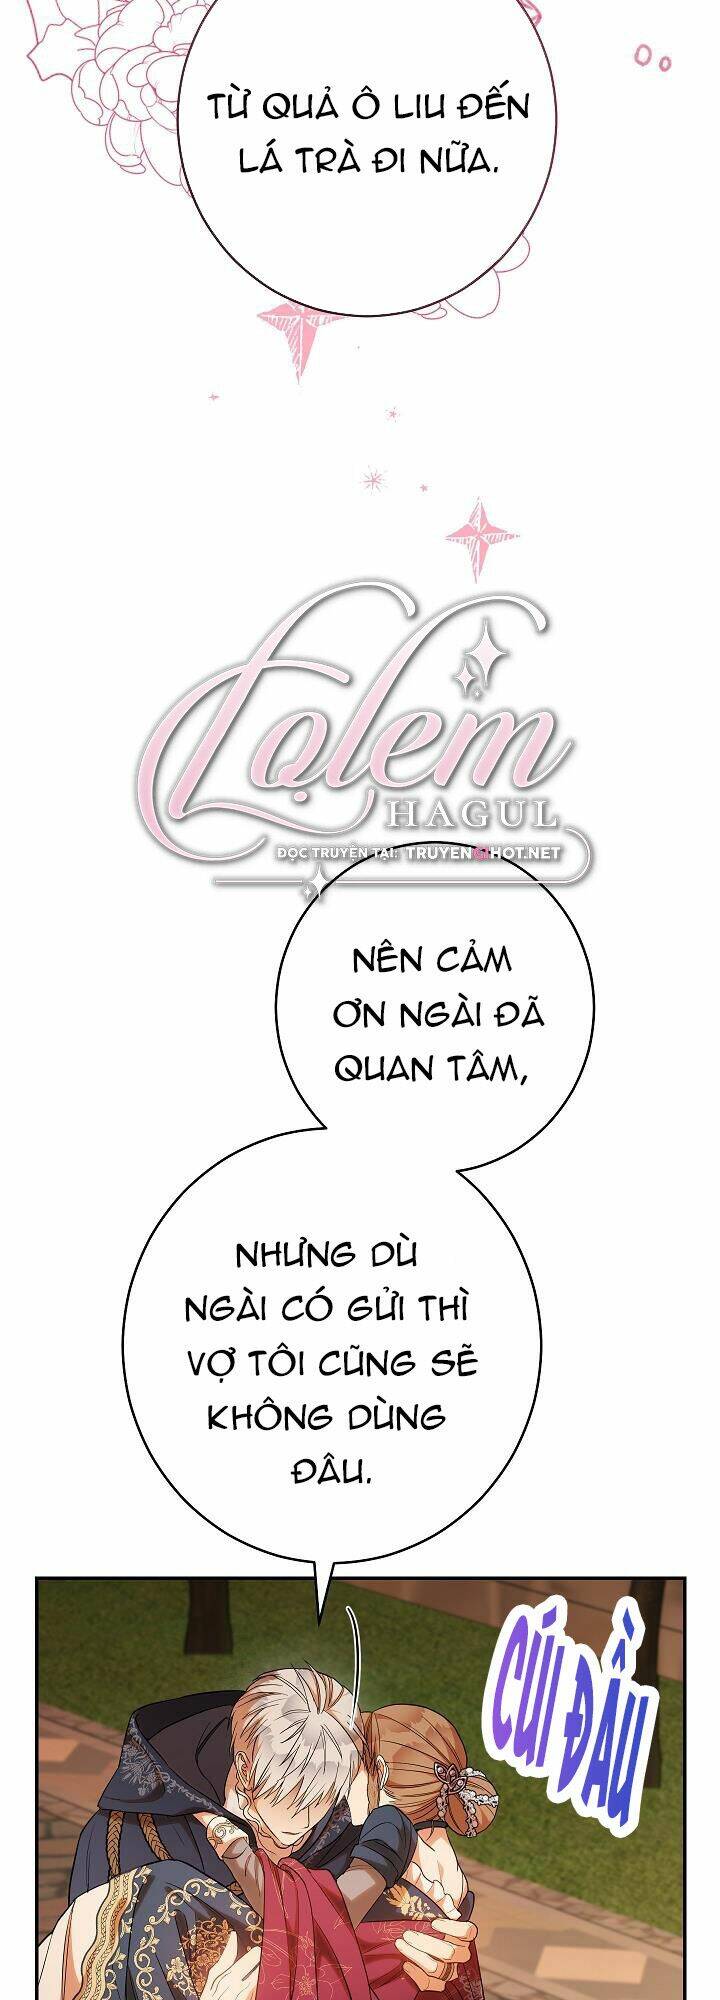 TỪ QUẢ Ô LIU ĐẾN
LÁ TRÀ ĐI NỮA.
Lọlem
HAGUL
ĐỌC TRUYỆN TẠI: TRUYENGIHOT.NET
NÊN CẢM
ƠN NGÀI ĐÃ
QUAN TÂM,
NHƯNG DÙ
NGÀI CÓ GỬI THÌ
VỢ TÔI CŨNG SẼ
KHÔNG DÙNG
ĐÂU.
CÚI ĐẦU